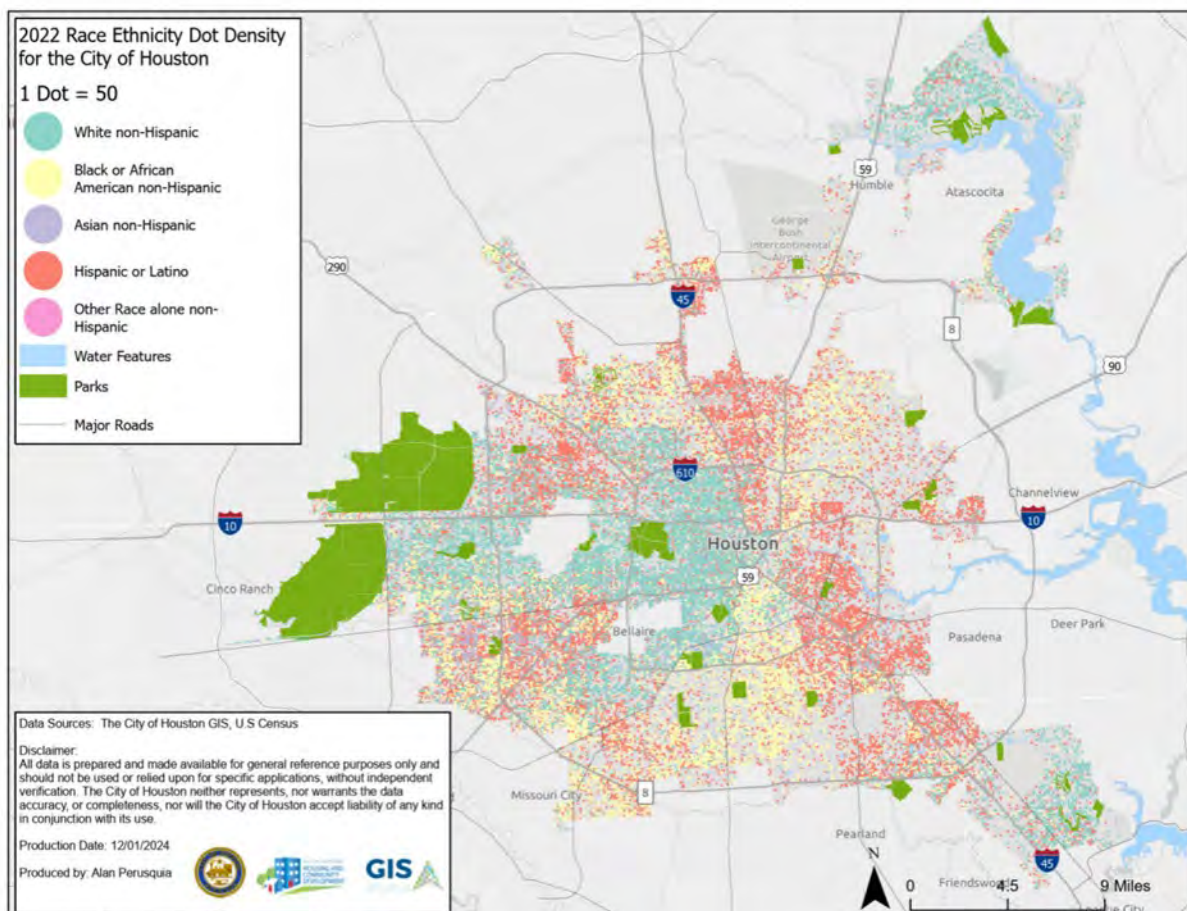 2022 Race Ethnicity Dot Density
for the City of Houston
1 Dot = 50
White non-Hispanic
Black or African
American non-Hispanic
Asian non-Hispanic
Hispanic or Latino
Other Race alone non-
Hispanic
Water Features
Parks
Major Roads
59
Humble
Atascocita
George
Bush
Intercontinental
Airport
290
45
8
90
610
Channelview
10
10
Houston
59
Cinco Ranch
Bellaire
Pasadena
Deer Park
Missouri City
8
Pearland
45
Friendswood
League City
N
0
4.5
9 Miles
Data Sources: The City of Houston GIS, U.S Census
Disclaimer:
All data is prepared and made available for general reference purposes only and
should not be used or relied upon for specific applications, without independent
verification. The City of Houston neither represents, nor warrants the data
accuracy, or completeness, nor will the City of Houston accept liability of any kind
in conjunction with its use.
Production Date: 12/01/2024
Produced by: Alan Perusquia
HOUSING AND
COMMUNITY
DEVELOPMENT
GIS